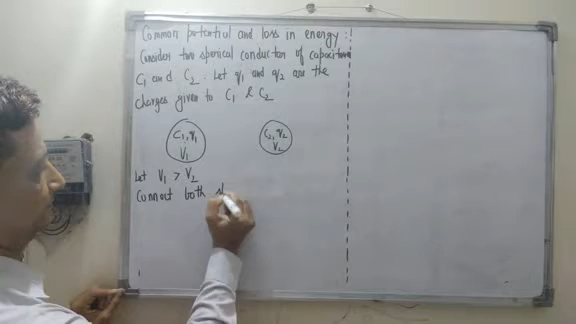 Common potential and loss in energy :
Consider two sperical conductor of capacitance
C₁ and C₂. Let q₁ and q₂ are the
charges given to C₁ & C₂
C₁, q₁
V₁
C₂, q₂
V₂
Let V₁ > V₂
Connect both